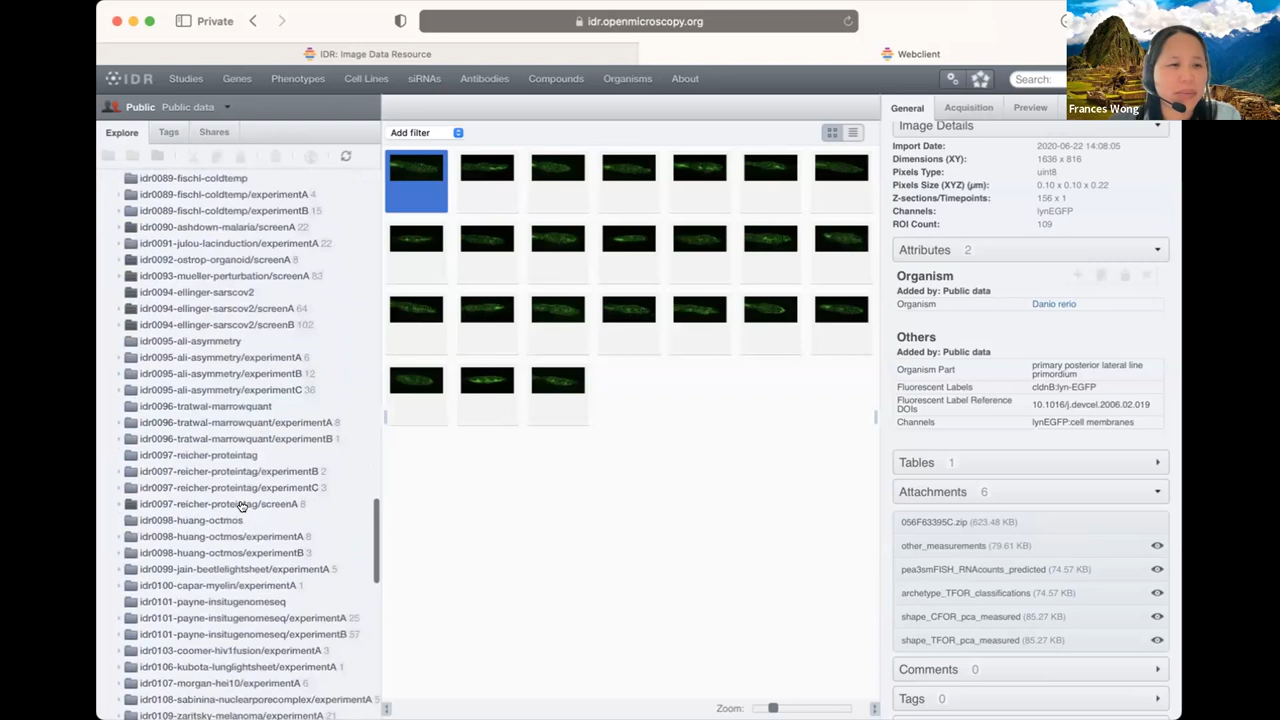 Private
idr.openmicroscopy.org
IDR: Image Data Resource
Webclient
IDR
Studies
Genes
Phenotypes
Cell Lines
siRNAs
Antibodies
Compounds
Organisms
About
Search:
Frances Wong
Public Public data
Explore
Tags
Shares
Add filter
General
Acquisition
Preview
idr0089-fischl-coldtemp
idr0089-fischl-coldtemp/experimentA 4
idr0089-fischl-coldtemp/experimentB 15
idr0090-ashdown-malaria/screenA 22
idr0091-julou-lacinduction/experimentA 22
idr0092-ostrop-organoid/screenA 8
idr0093-mueller-perturbation/screenA 83
idr0094-ellinger-sarscov2
idr0094-ellinger-sarscov2/screenA 64
idr0094-ellinger-sarscov2/screenB 102
idr0095-ali-asymmetry
idr0095-ali-asymmetry/experimentA 6
idr0095-ali-asymmetry/experimentB 12
idr0095-ali-asymmetry/experimentC 36
idr0096-tratwal-marrowquant
idr0096-tratwal-marrowquant/experimentA 8
idr0096-tratwal-marrowquant/experimentB 1
idr0097-reicher-proteintag
idr0097-reicher-proteintag/experimentB 2
idr0097-reicher-proteintag/experimentC 3
idr0097-reicher-proteintag/screenA 8
idr0098-huang-octmos
idr0098-huang-octmos/experimentA 8
idr0098-huang-octmos/experimentB 3
idr0099-jain-beetlelightsheet/experimentA 5
idr0100-capar-myelin/experimentA 1
idr0101-payne-insitugenomeseq
idr0101-payne-insitugenomeseq/experimentA 25
idr0101-payne-insitugenomeseq/experimentB 57
idr0103-coomer-hiv1fusion/experimentA 3
idr0106-kubota-lunglightsheet/experimentA 1
idr0107-morgan-hei10/experimentA 6
idr0108-sabinina-nuclearporecomplex/experimentA 5
idr0109-zaritsky-melanoma/experimentA 21
Zoom:
Image Details
Import Date: 2020-06-22 14:08:05
Dimensions (XY): 1636 x 816
Pixels Type: uint8
Pixels Size (XYZ) (µm): 0.10 x 0.10 x 0.22
Z-sections/Timepoints: 156 x 1
Channels: lynEGFP
ROI Count: 109
Attributes 2
Organism
Added by: Public data
Organism Danio rerio
Others
Added by: Public data
Organism Part primary posterior lateral line primordium
Fluorescent Labels cldnB:lyn-EGFP
Fluorescent Label Reference DOIs 10.1016/j.devcel.2006.02.019
Channels lynEGFP:cell membranes
Tables 1
Attachments 6
056F63395C.zip (623.48 KB)
other_measurements (79.61 KB)
pea3smFISH_RNAcounts_predicted (74.57 KB)
archetype_TFOR_classifications (74.57 KB)
shape_CFOR_pca_measured (85.27 KB)
shape_TFOR_pca_measured (85.27 KB)
Comments 0
Tags 0